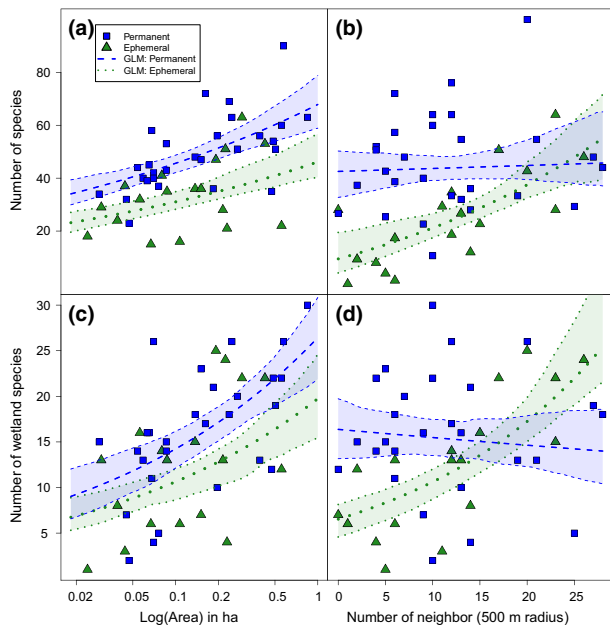 (a)
Permanent
Ephemeral
GLM: Permanent
GLM: Ephemeral
(b)
Number of species
80
60
40
20
(c)
(d)
Number of wetland species
30
25
20
15
10
5
0.02 0.05 0.1 0.2 0.5 1
0 5 10 15 20 25
Log(Area) in ha
Number of neighbor (500 m radius)